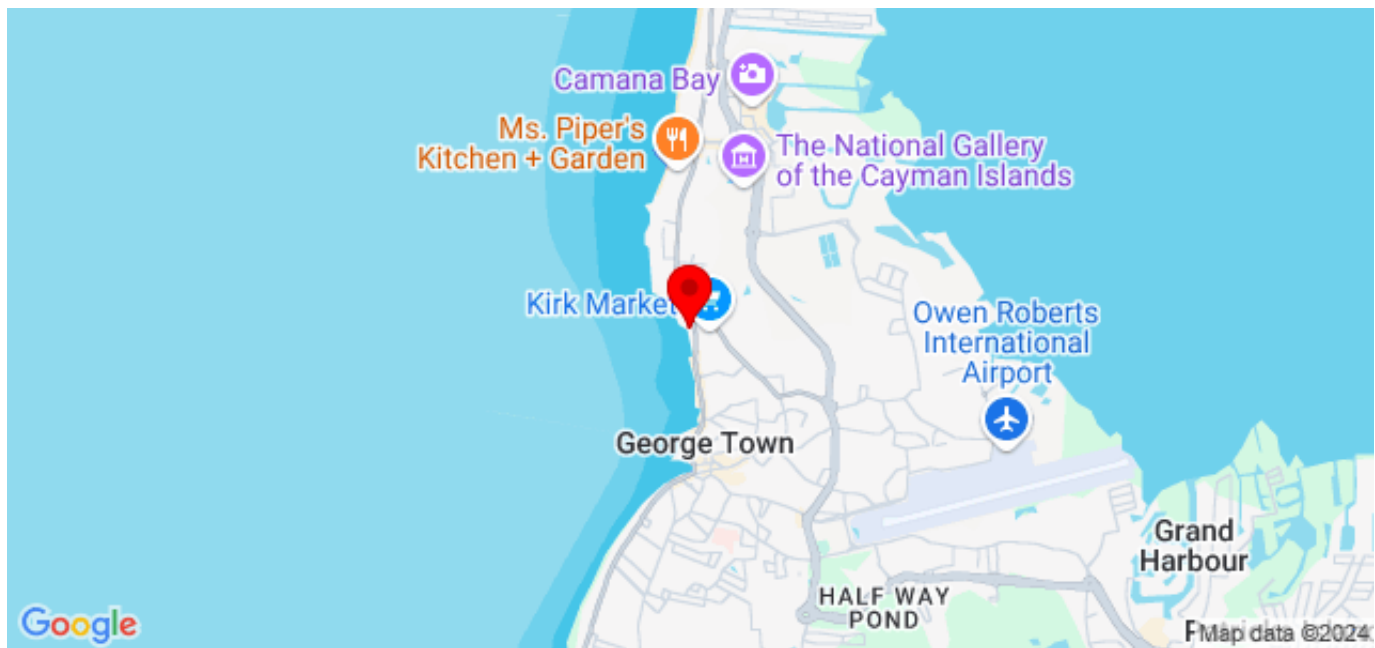 Camana Bay
Ms. Piper's
Kitchen + Garden
The National Gallery
of the Cayman Islands
Kirk Market
Owen Roberts
International
Airport
George Town
Grand
Harbour
HALF WAY
POND
Google
Map data ©2024